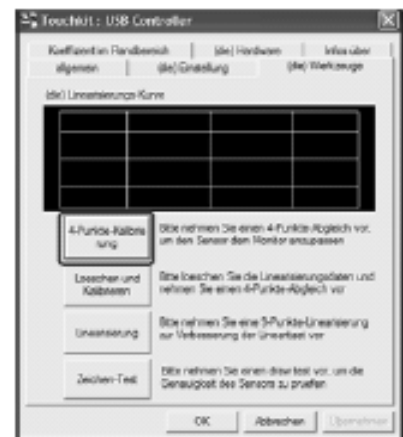 Touchkit : USB Controller
Koeffizient im Randbereich
(die) Hardware
Infos über
allgemein
(die) Einstellung
(die) Werkzeuge
(die) Linearisierungs-Kurve
4-Punkte-Kalibrie
rung
Bitte nehmen Sie einen 4-Punkte-Abgleich vor,
um den Sensor dem Monitor anzupassen
Loeschen und
Kalibrieren
Bitte loeschen Sie die Linearisierungsdaten und
nehmen Sie einen 4-Punkte-Abgleich vor
Linearisierung
Bitte nehmen Sie eine 9-Punkte-Linearisierung
zur Verbesserung der Linearitaet vor
Zeichen-Test
Bitte nehmen Sie einen draw test vor, um die
Genauigkeit des Sensors zu pruefen
OK
Abbrechen
Übernehmen